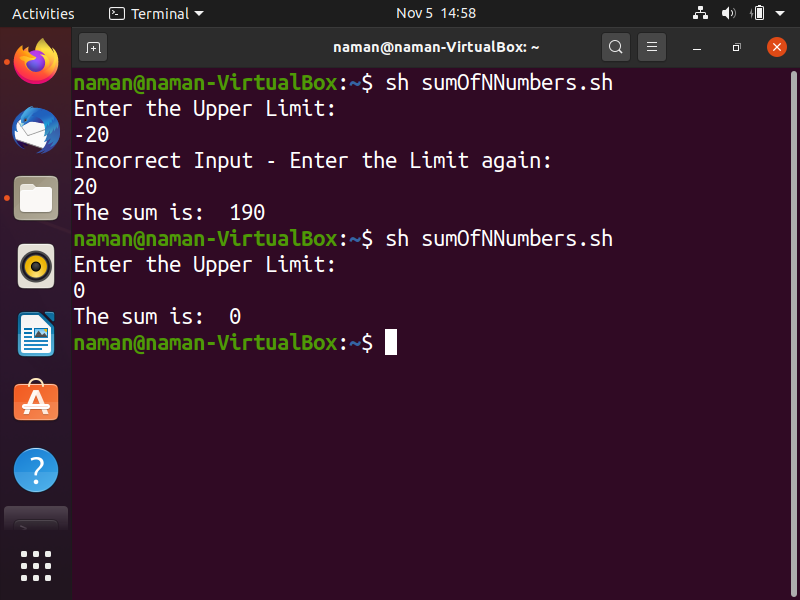 Activities Terminal Nov 5 14:58
naman@naman-VirtualBox: ~
naman@naman-VirtualBox:~$ sh sumOfNNumbers.sh
Enter the Upper Limit:
-20
Incorrect Input - Enter the Limit again:
20
The sum is:  190
naman@naman-VirtualBox:~$ sh sumOfNNumbers.sh
Enter the Upper Limit:
0
The sum is:  0
naman@naman-VirtualBox:~$